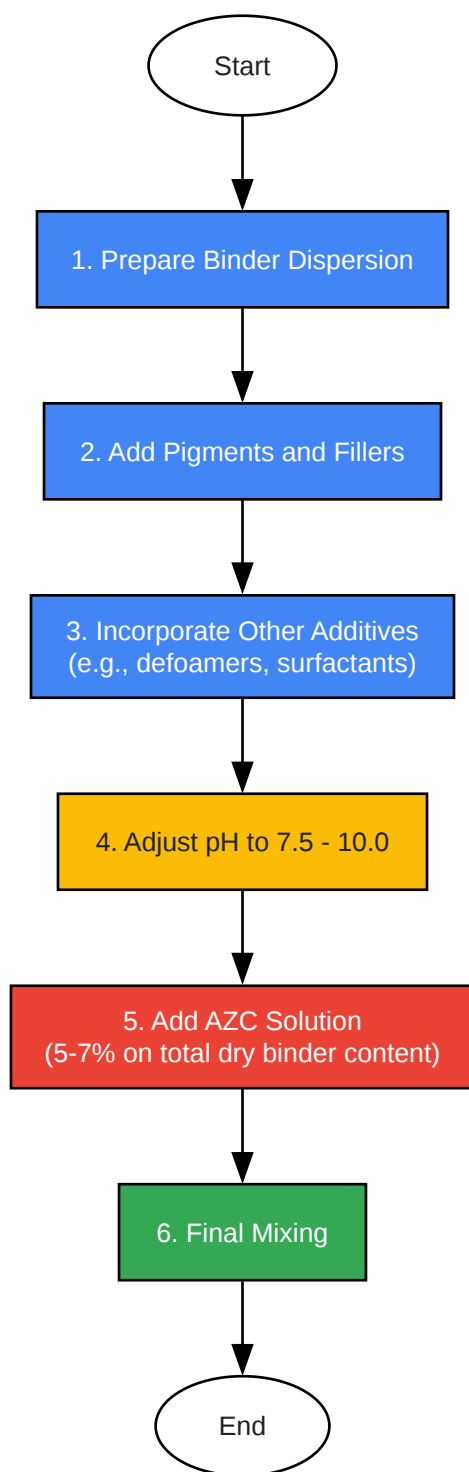 Start
1. Prepare Binder Dispersion
2. Add Pigments and Fillers
3. Incorporate Other Additives
(e.g., defoamers, surfactants)
4. Adjust pH to 7.5 - 10.0
5. Add AZC Solution
(5-7% on total dry binder content)
6. Final Mixing
End